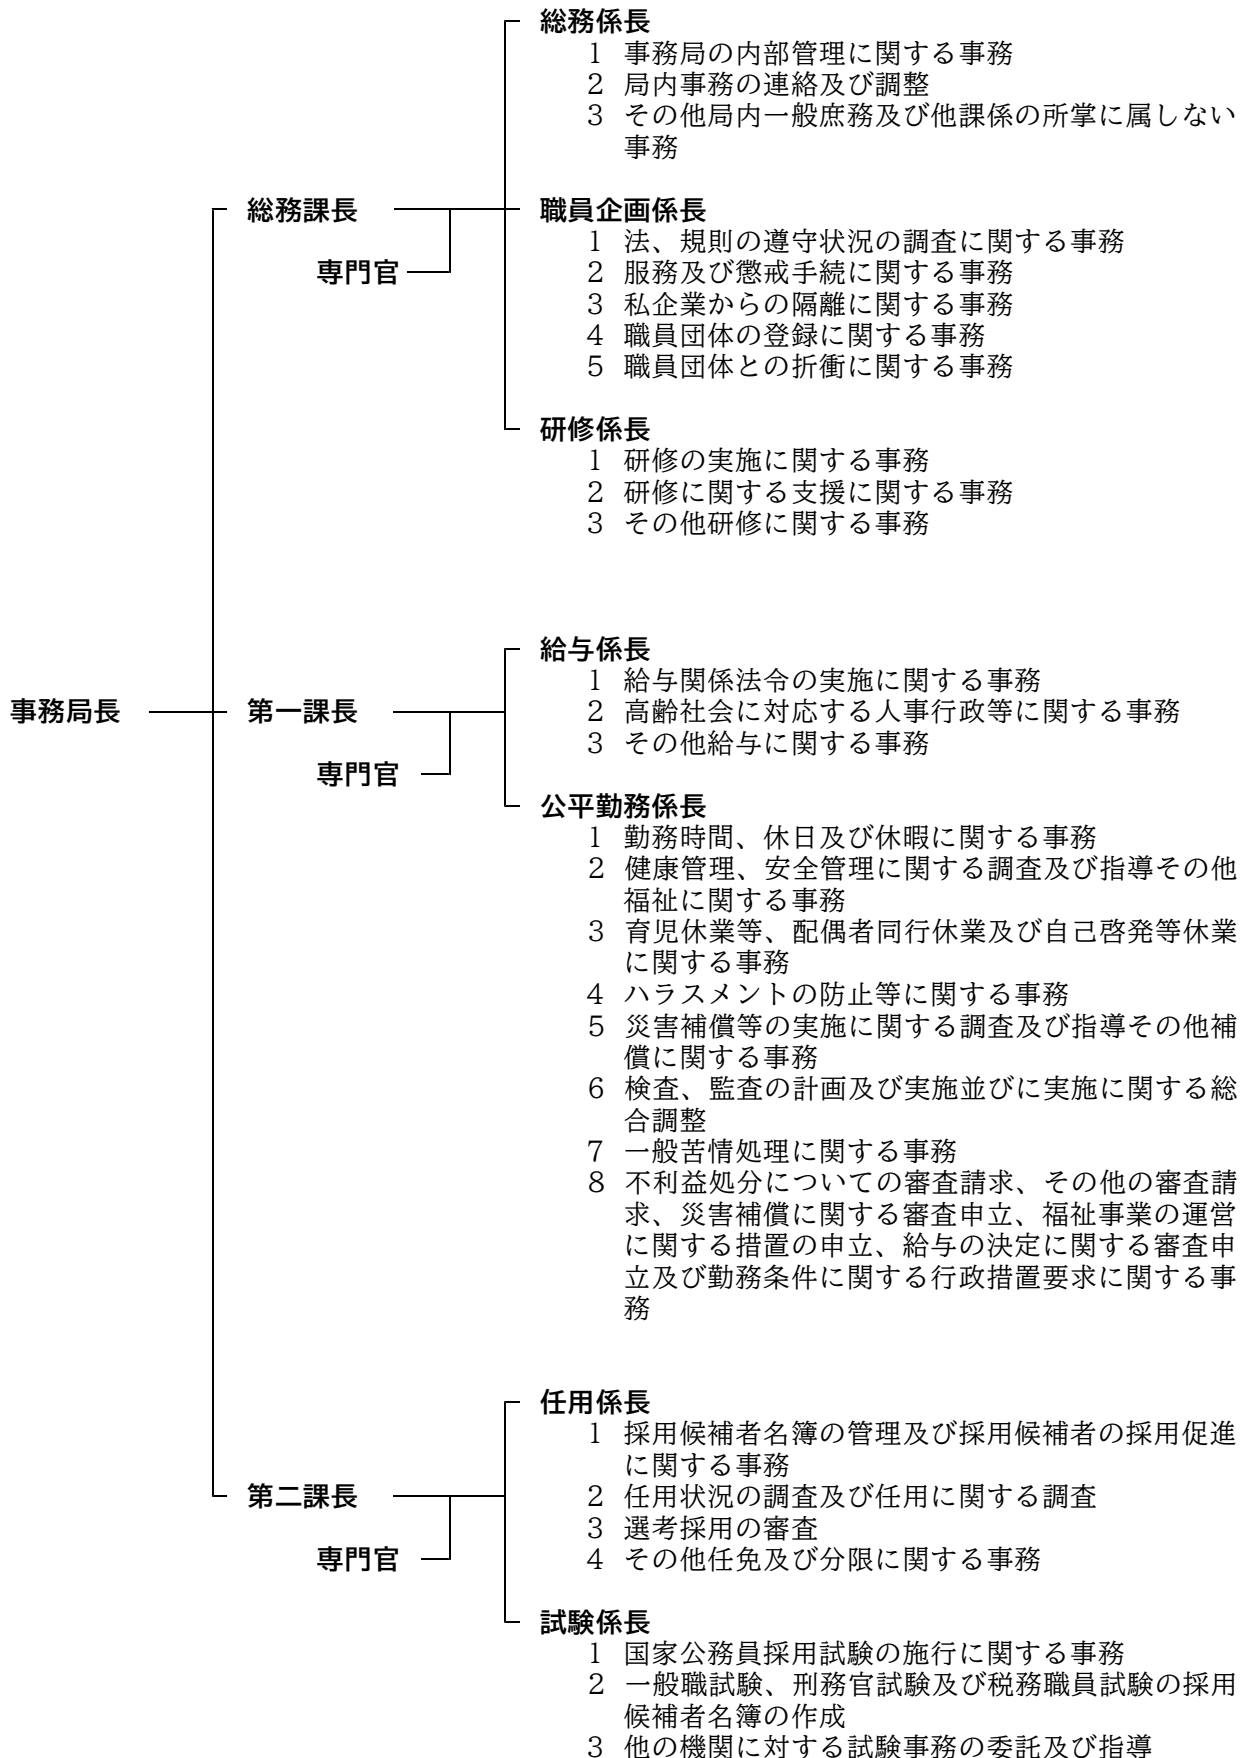 総務係長
1 事務局の内部管理に関する事務
2 局内事務の連絡及び調整
3 その他局内一般庶務及び他課係の所掌に属しない
事務
総務課長
専門官
職員企画係長
1 法、規則の遵守状況の調査に関する事務
2 服務及び懲戒手続に関する事務
3 私企業からの隔離に関する事務
4 職員団体の登録に関する事務
5 職員団体との折衝に関する事務
研修係長
1 研修の実施に関する事務
2 研修に関する支援に関する事務
3 その他研修に関する事務
事務局長
第一課長
専門官
給与係長
1 給与関係法令の実施に関する事務
2 高齢社会に対応する人事行政等に関する事務
3 その他給与に関する事務
公平勤務係長
1 勤務時間、休日及び休暇に関する事務
2 健康管理、安全管理に関する調査及び指導その他
福祉に関する事務
3 育児休業等、配偶者同行休業及び自己啓発等休業
に関する事務
4 ハラスメントの防止等に関する事務
5 災害補償等の実施に関する調査及び指導その他補
償に関する事務
6 検査、監査の計画及び実施並びに実施に関する総
合調整
7 一般苦情処理に関する事務
8 不利益処分についての審査請求、その他の審査請
求、災害補償に関する審査申立、福祉事業の運営
に関する措置の申立、給与の決定に関する審査申
立及び勤務条件に関する行政措置要求に関する事
務
第二課長
専門官
任用係長
1 採用候補者名簿の管理及び採用候補者の採用促進
に関する事務
2 任用状況の調査及び任用に関する調査
3 選考採用の審査
4 その他任免及び分限に関する事務
試験係長
1 国家公務員採用試験の施行に関する事務
2 一般職試験、刑務官試験及び税務職員試験の採用
候補者名簿の作成
3 他の機関に対する試験事務の委託及び指導